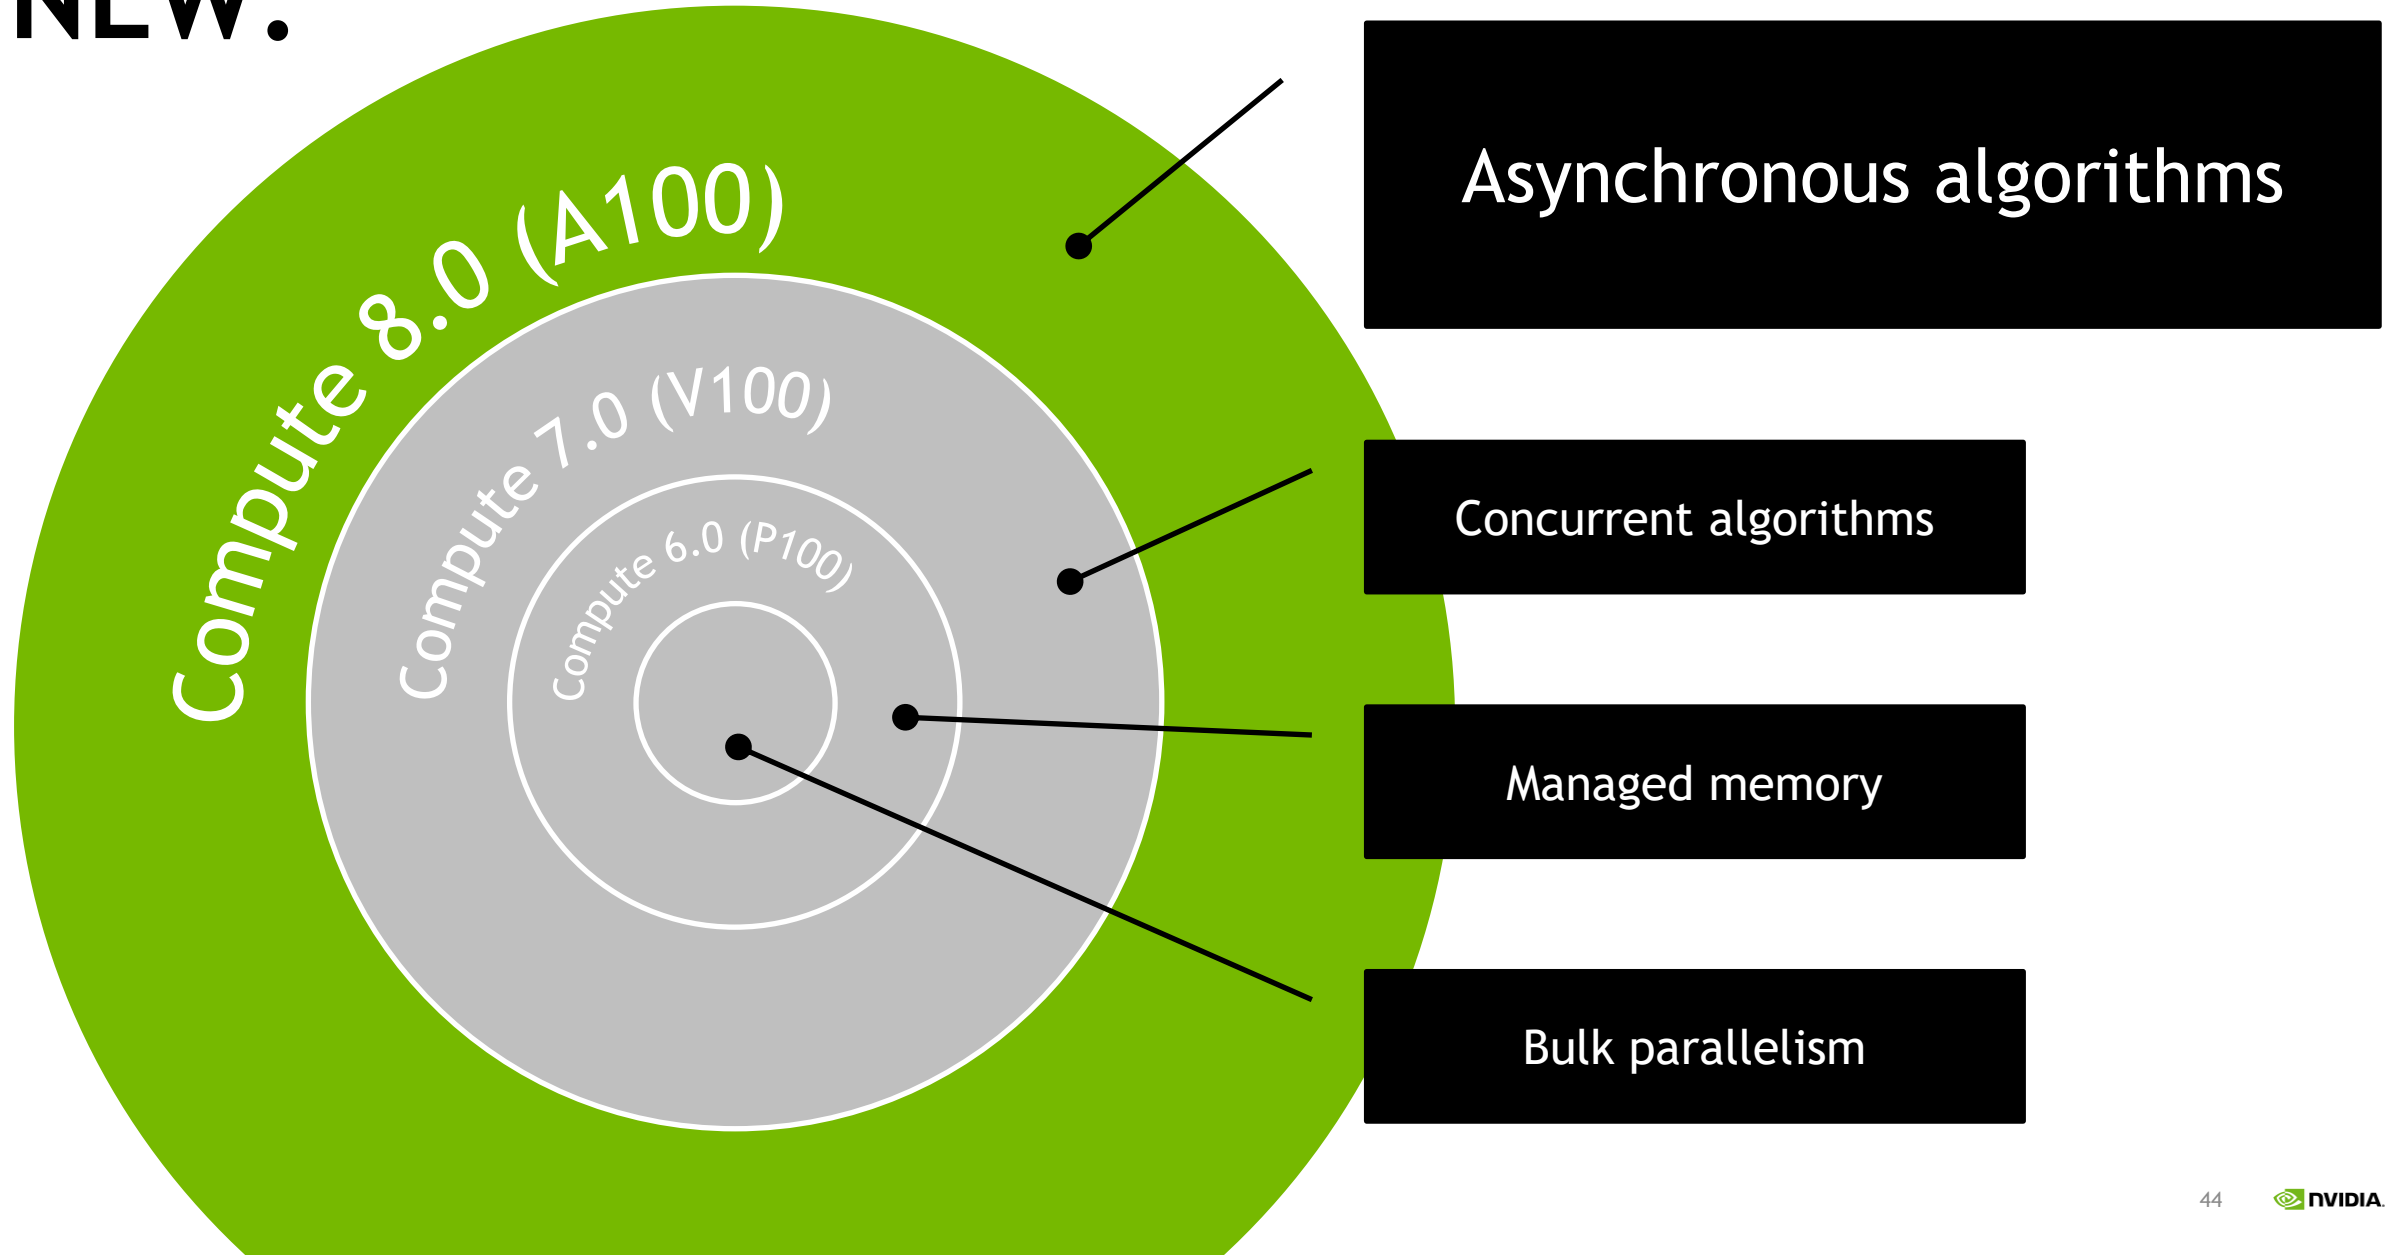 NEW:
Compute 8.0 (A100)
Compute 7.0 (V100)
Compute 6.0 (P100)
Asynchronous algorithms
Concurrent algorithms
Managed memory
Bulk parallelism
44
NVIDIA.